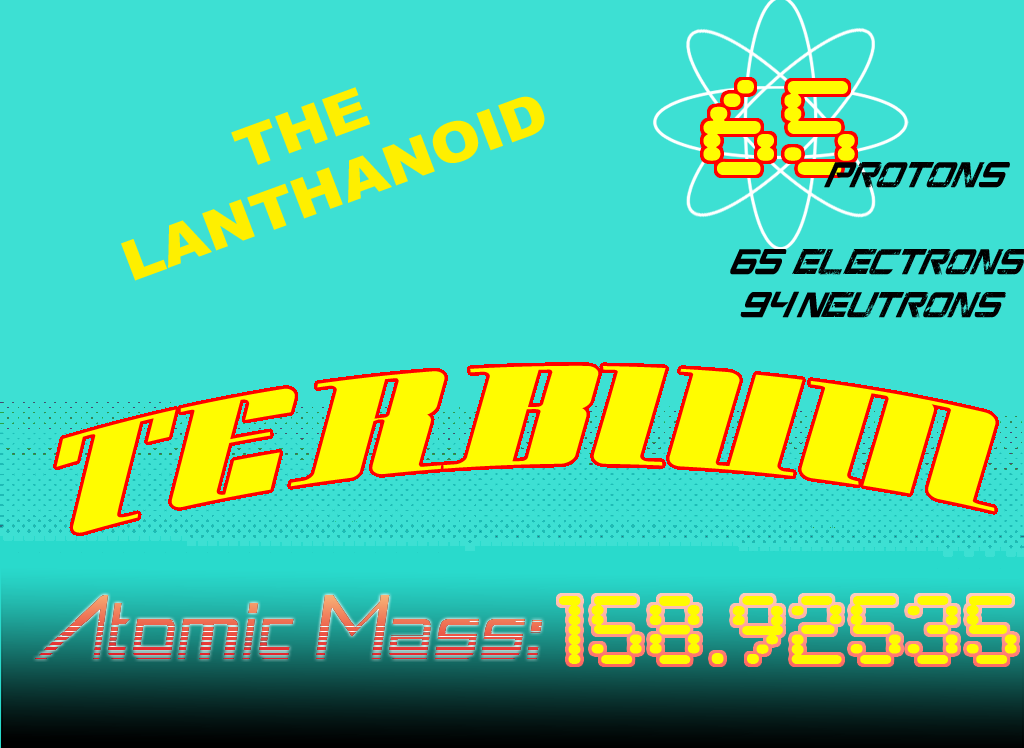 THE
LANTHANOID
65
PROTONS
65 ELECTRONS
94 NEUTRONS
TERBIUM
Atomic Mass: 158.92535